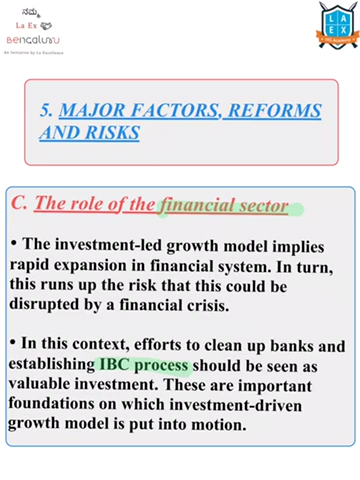 ನಮ್ಮ
La Ex
BENGALURU
An Initiative by La Excellence
LA
EX
IAS Academy
5. MAJOR FACTORS, REFORMS
AND RISKS
C. The role of the financial sector
• The investment-led growth model implies
rapid expansion in financial system. In turn,
this runs up the risk that this could be
disrupted by a financial crisis.
• In this context, efforts to clean up banks and
establishing IBC process should be seen as
valuable investment. These are important
foundations on which investment-driven
growth model is put into motion.